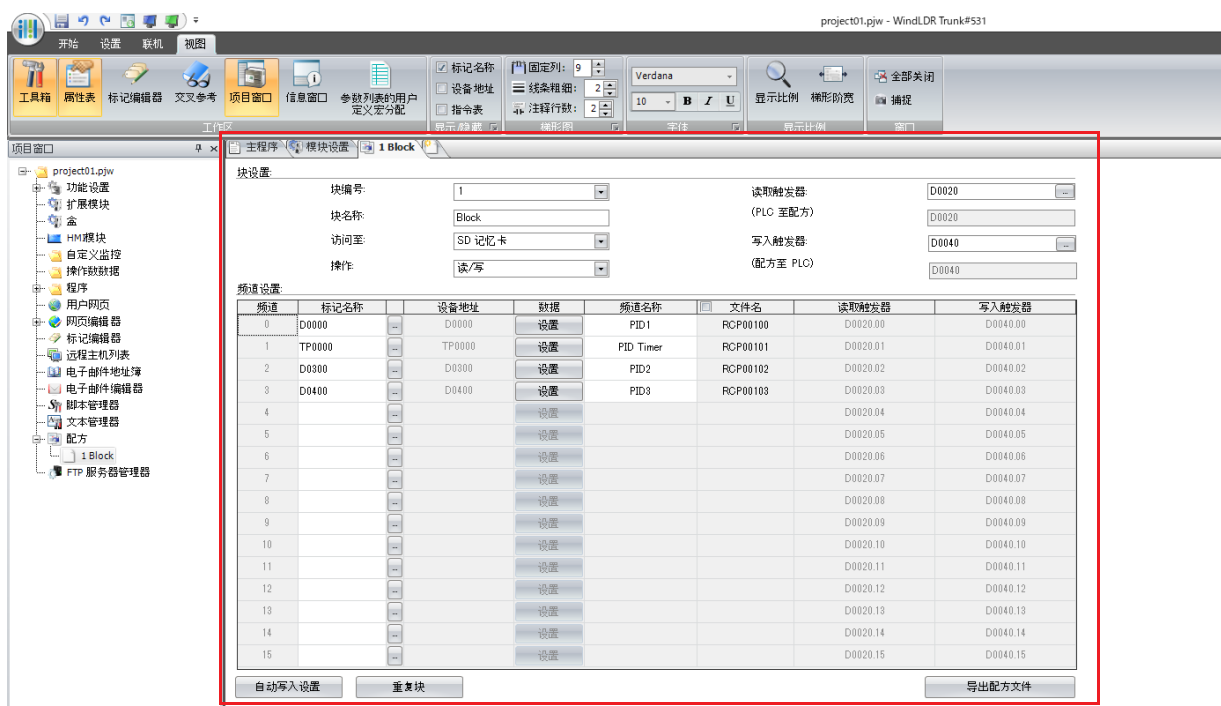 project01.pjw - WindLDR Trunk#531
开始 设置 联机 视图
工具箱 属性表 标记编辑器 交叉参考 项目窗口 信息窗口 参数列表的用户定义宏分配
标记名称 固定列: 9
设备地址 线条粗细: 2
指令表 注释行数: 2
Verdana
10 B I U
显示比例 梯形阶宽
全部关闭
捕捉
工作区 显示/隐藏 梯形图 字体 显示比例 窗口
项目窗口
project01.pjw
功能设置
扩展模块
盒
HMI模块
自定义监控
操作数数据
程序
用户网页
网页编辑器
标记编辑器
远程主机列表
电子邮件地址簿
电子邮件编辑器
脚本管理器
文本管理器
配方
1 Block
FTP 服务器管理器
主程序 模块设置 1 Block
块设置:
块编号: 1 读取触发器: D0020 ...
块名称: Block (PLC 至配方) D0020
访问至: SD 记忆卡 写入触发器: D0040 ...
操作: 读/写 (配方至 PLC) D0040
频道设置:
频道 标记名称 设备地址 数据 频道名称 文件名 读取触发器 写入触发器
0 D0000 ... D0000 设置 PID1 RCP00100 D0020.00 D0040.00
1 TP0000 ... TP0000 设置 PID Timer RCP00101 D0020.01 D0040.01
2 D0300 ... D0300 设置 PID2 RCP00102 D0020.02 D0040.02
3 D0400 ... D0400 设置 PID3 RCP00103 D0020.03 D0040.03
4 ... 设置 D0020.04 D0040.04
5 ... 设置 D0020.05 D0040.05
6 ... 设置 D0020.06 D0040.06
7 ... 设置 D0020.07 D0040.07
8 ... 设置 D0020.08 D0040.08
9 ... 设置 D0020.09 D0040.09
10 ... 设置 D0020.10 D0040.10
11 ... 设置 D0020.11 D0040.11
12 ... 设置 D0020.12 D0040.12
13 ... 设置 D0020.13 D0040.13
14 ... 设置 D0020.14 D0040.14
15 ... 设置 D0020.15 D0040.15
自动写入设置 重复块 导出配方文件